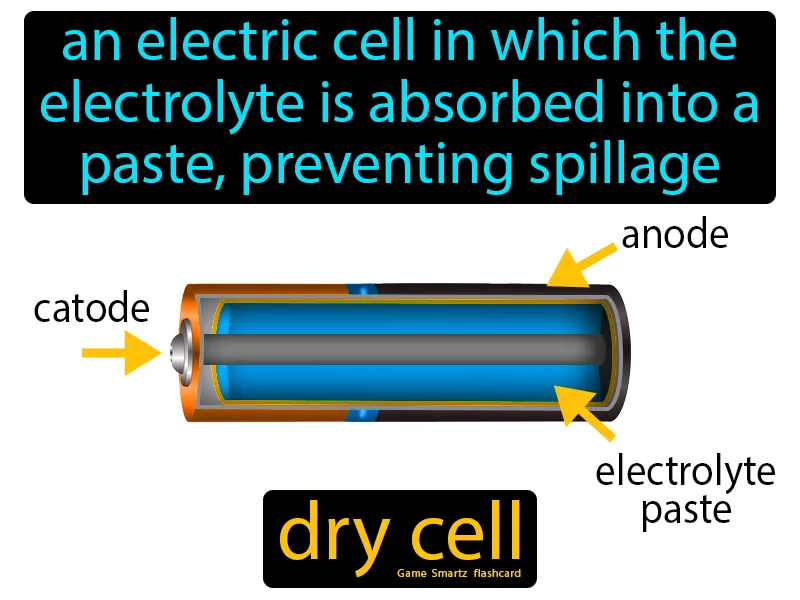 an electric cell in which the
electrolyte is absorbed into a
paste, preventing spillage
anode
catode
electrolyte
paste
dry cell
Game Smartz flashcard